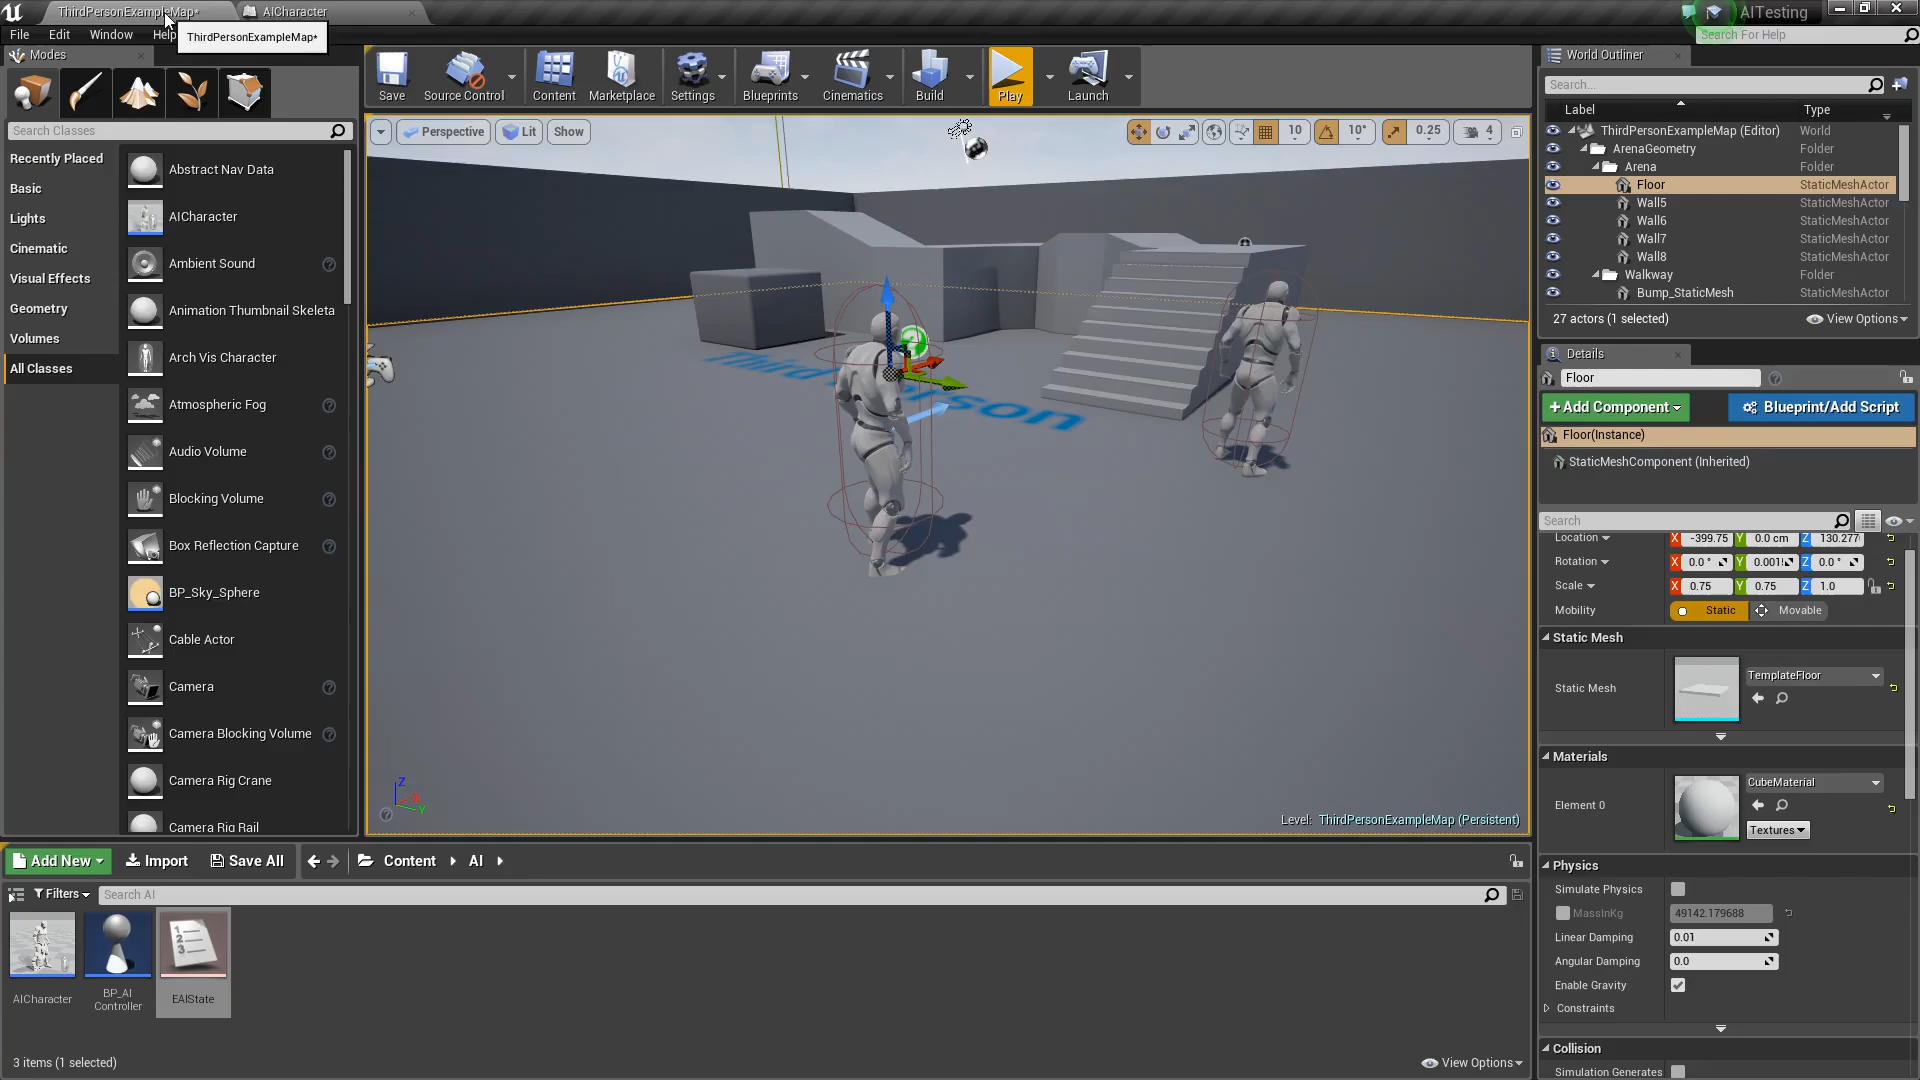 ThirdPersonExampleMap*
AICharacter
AITesting
File
Edit
Window
Help
ThirdPersonExampleMap*
Search For Help
Modes
Search Classes
Recently Placed
Basic
Lights
Cinematic
Visual Effects
Geometry
Volumes
All Classes
Abstract Nav Data
AICharacter
Ambient Sound
Animation Thumbnail Skeleta
Arch Vis Character
Atmospheric Fog
Audio Volume
Blocking Volume
Box Reflection Capture
BP_Sky_Sphere
Cable Actor
Camera
Camera Blocking Volume
Camera Rig Crane
Camera Rig Rail
Save
Source Control
Content
Marketplace
Settings
Blueprints
Cinematics
Build
Play
Launch
Perspective
Lit
Show
10
10°
0.25
4
Third Person
Z
X
Y
Level: ThirdPersonExampleMap (Persistent)
World Outliner
Search...
Label
Type
ThirdPersonExampleMap (Editor) World
ArenaGeometry Folder
Arena Folder
Floor StaticMeshActor
Wall5 StaticMeshActor
Wall6 StaticMeshActor
Wall7 StaticMeshActor
Wall8 StaticMeshActor
Walkway Folder
Bump_StaticMesh StaticMeshActor
27 actors (1 selected)
View Options
Details
Floor
+Add Component
Blueprint/Add Script
Floor(Instance)
StaticMeshComponent (Inherited)
Search
Location X -399.75 Y 0.0 cm Z 130.277
Rotation X 0.0 ° Y 0.001 Z 0.0 °
Scale X 0.75 Y 0.75 Z 1.0
Mobility Static Movable
Static Mesh
Static Mesh
TemplateFloor
Materials
Element 0
CubeMaterial
Textures
Physics
Simulate Physics
MassInKg 49142.179688
Linear Damping 0.01
Angular Damping 0.0
Enable Gravity
Constraints
Collision
Simulation Generates
Add New
Import
Save All
Content
AI
Filters
Search AI
AICharacter
BP_AI
Controller
1
2
3
EAIState
3 items (1 selected)
View Options